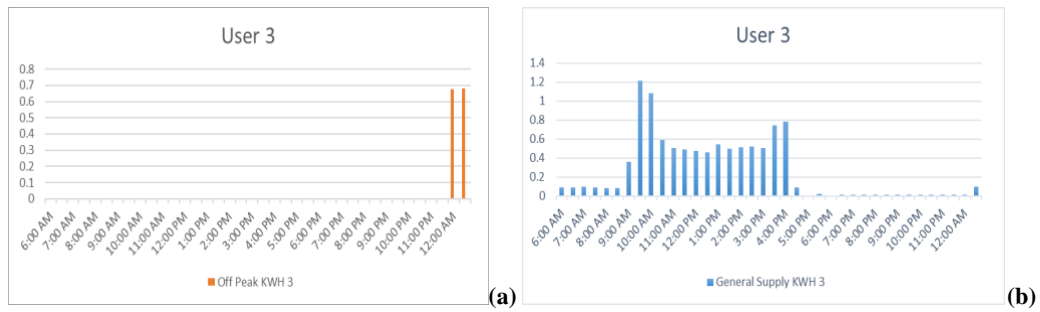 User 3
0.8
0.7
0.6
0.5
0.4
0.3
0.2
0.1
0
6:00 AM
7:00 AM
8:00 AM
9:00 AM
10:00 AM
11:00 AM
12:00 PM
1:00 PM
2:00 PM
3:00 PM
4:00 PM
5:00 PM
6:00 PM
7:00 PM
8:00 PM
9:00 PM
10:00 PM
11:00 PM
12:00 AM
Off Peak KWH 3
(a)
User 3
1.4
1.2
1
0.8
0.6
0.4
0.2
0
6:00 AM
7:00 AM
8:00 AM
9:00 AM
10:00 AM
11:00 AM
12:00 PM
1:00 PM
2:00 PM
3:00 PM
4:00 PM
5:00 PM
6:00 PM
7:00 PM
8:00 PM
9:00 PM
10:00 PM
11:00 PM
12:00 AM
General Supply KWH 3
(b)